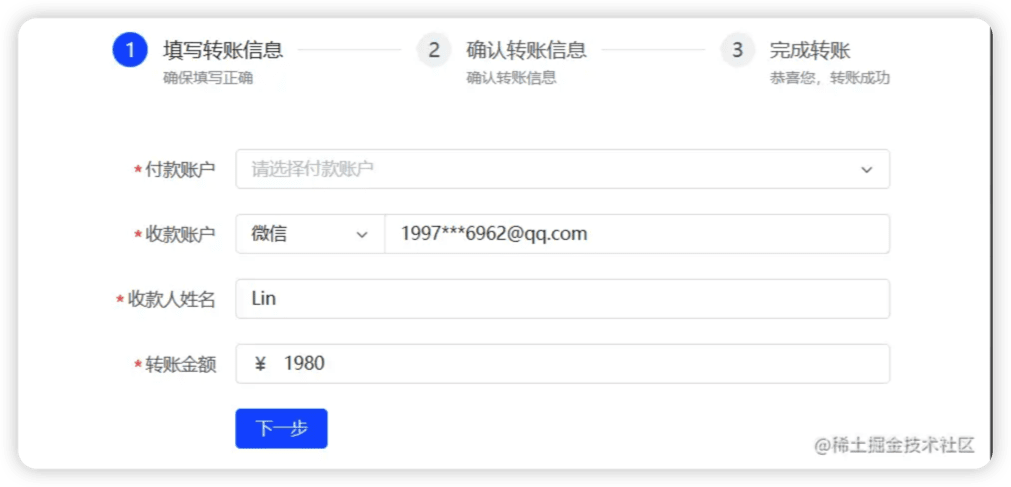 1 填写转账信息 2 确认转账信息 3 完成转账
确保填写正确 确认转账信息 恭喜您，转账成功
*付款账户 请选择付款账户
*收款账户 微信 1997***6962@qq.com
*收款人姓名 Lin
*转账金额 ¥ 1980
下一步
@稀土掘金技术社区